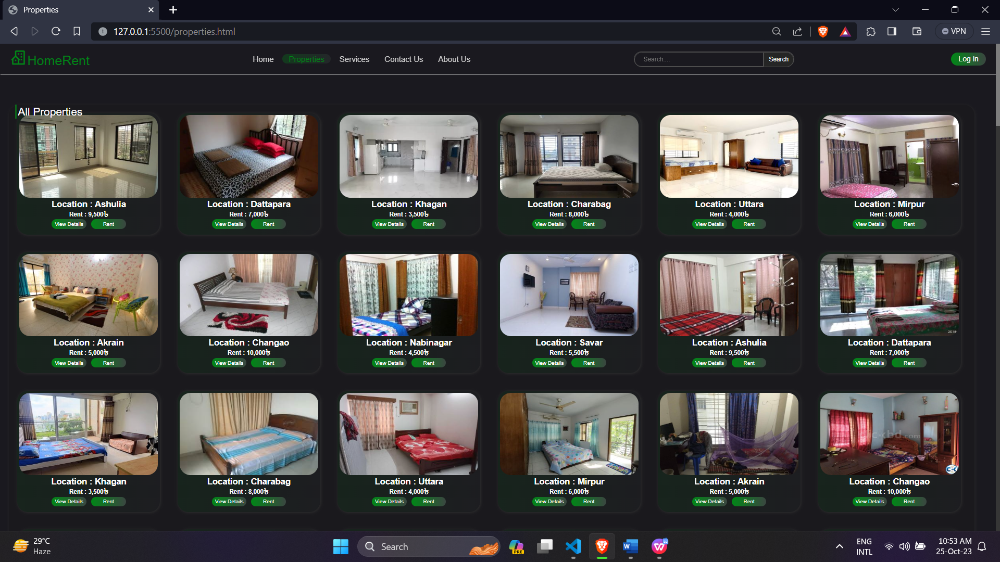 Properties
127.0.0.1:5500/properties.html
VPN
HomeRent
Home Properties Services Contact Us About Us
Search....
Search
Log in
All Properties
Location : Ashulia
Rent : 9,500৳
View Details Rent
Location : Dattapara
Rent : 7,000৳
View Details Rent
Location : Khagan
Rent : 3,500৳
View Details Rent
Location : Charabag
Rent : 8,000৳
View Details Rent
Location : Uttara
Rent : 4,000৳
View Details Rent
Location : Mirpur
Rent : 6,000৳
View Details Rent
Location : Akrain
Rent : 5,000৳
View Details Rent
Location : Changao
Rent : 10,000৳
View Details Rent
Location : Nabinagar
Rent : 4,500৳
View Details Rent
Location : Savar
Rent : 5,500৳
View Details Rent
Location : Ashulia
Rent : 9,500৳
View Details Rent
2018
Location : Dattapara
Rent : 7,000৳
View Details Rent
Location : Khagan
Rent : 3,500৳
View Details Rent
Location : Charabag
Rent : 8,000৳
View Details Rent
Location : Uttara
Rent : 4,000৳
View Details Rent
Location : Mirpur
Rent : 6,000৳
View Details Rent
Location : Akrain
Rent : 5,000৳
View Details Rent
Location : Changao
Rent : 10,000৳
View Details Rent
29°C
Haze
Search
PRE
ENG
INTL
10:53 AM
25-Oct-23